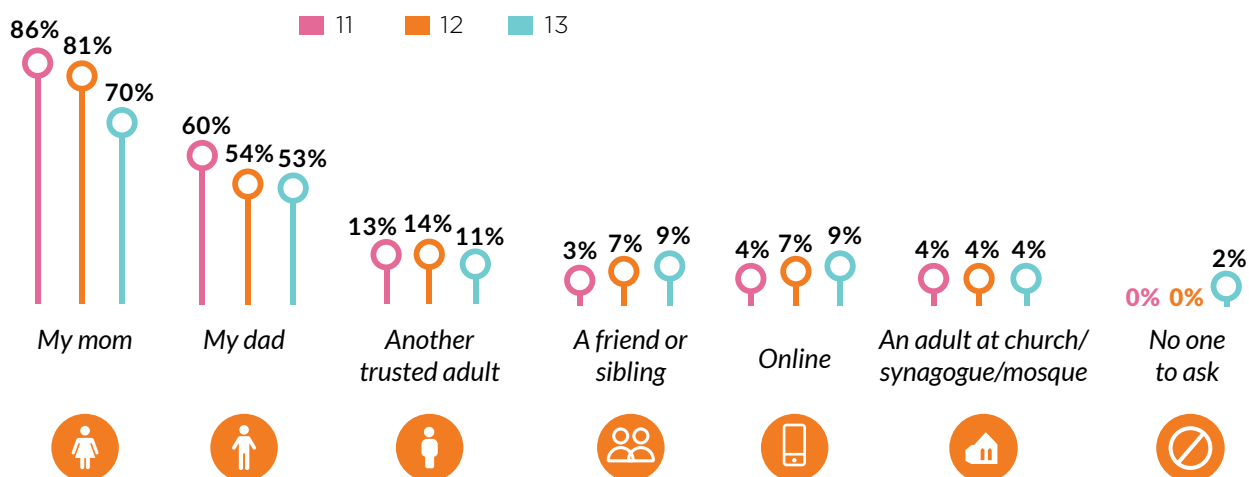 11 12 13
86% 81% 70%
60% 54% 53%
13% 14% 11%
3% 7% 9%
4% 7% 9%
4% 4% 4%
0% 0% 2%
My mom
My dad
Another
trusted adult
A friend or
sibling
Online
An adult at church/
synagogue/mosque
No one
to ask